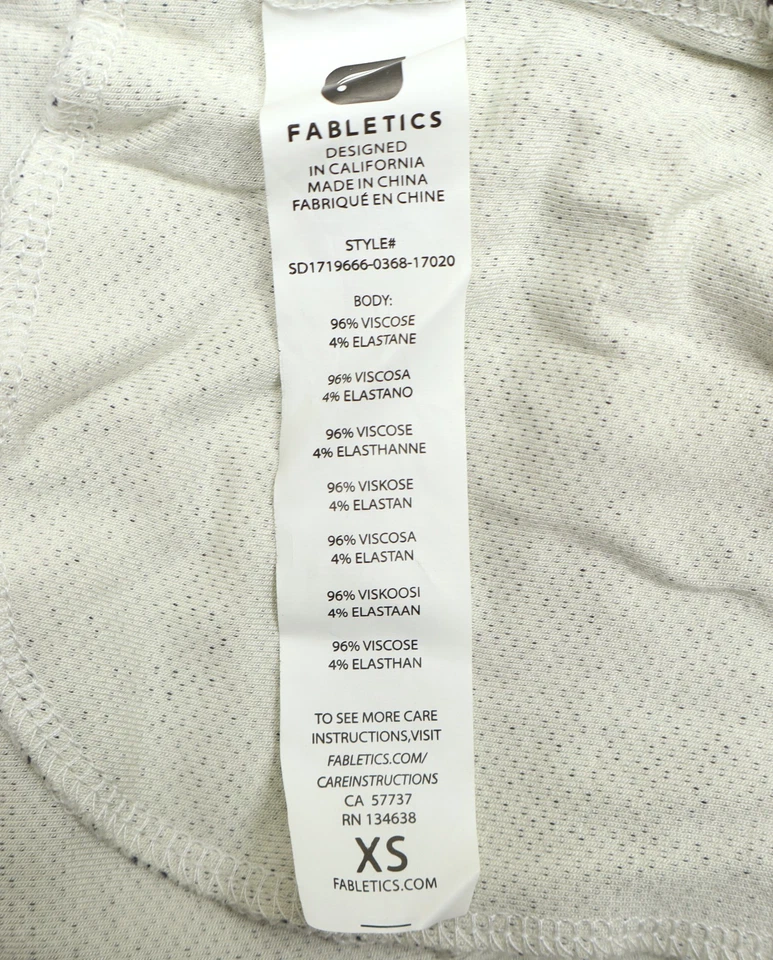 FABLETICS
DESIGNED
IN CALIFORNIA
MADE IN CHINA
FABRIQUÉ EN CHINE
STYLE#
SD1719666-0368-17020
BODY:
96% VISCOSE
4% ELASTANE
96% VISCOSA
4% ELASTANO
96% VISCOSE
4% ELASTHANNE
96% VISKOSE
4% ELASTAN
96% VISCOSA
4% ELASTAN
96% VISKOOSI
4% ELASTAAN
96% VISCOSE
4% ELASTHAN
TO SEE MORE CARE
INSTRUCTIONS,VISIT
FABLETICS.COM/
CAREINSTRUCTIONS
CA 57737
RN 134638
XS
FABLETICS.COM